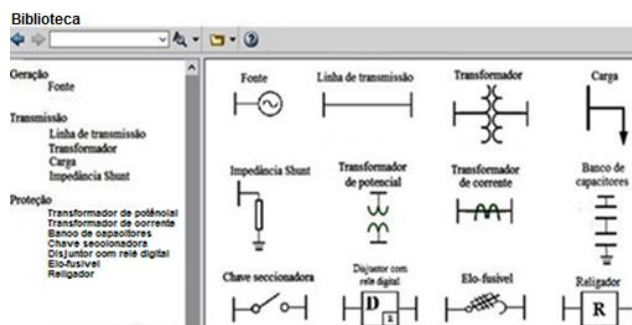 Biblioteca
Geração
Fonte
Transmissão
Linha de transmissão
Transformador
Carga
Impedância Shunt
Proteção
Transformador de potêncial
Transformador de corrente
Banco de capacitores
Chave seccionadora
Disjuntor com relé digital
Elo-fusível
Religador
Fonte
Linha de transmissão
Transformador
Carga
Impedância Shunt
Transformador
de potencial
Transformador
de corrente
Banco de
capacitores
Chave seccionadora
Disjuntor com
relé digital
Elo-fusível
Religador
D
R